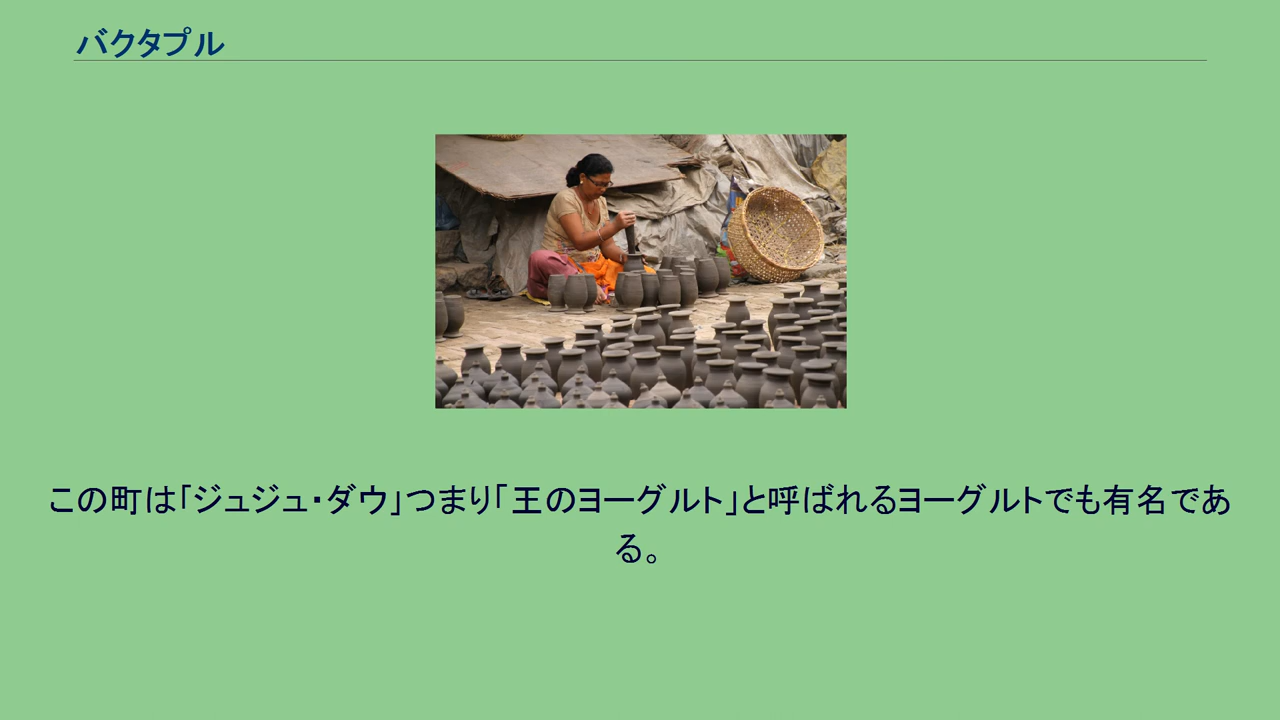 バクタプル
この町は「ジュジュ・ダウ」つまり「王のヨーグルト」と呼ばれるヨーグルトでも有名であ
る。